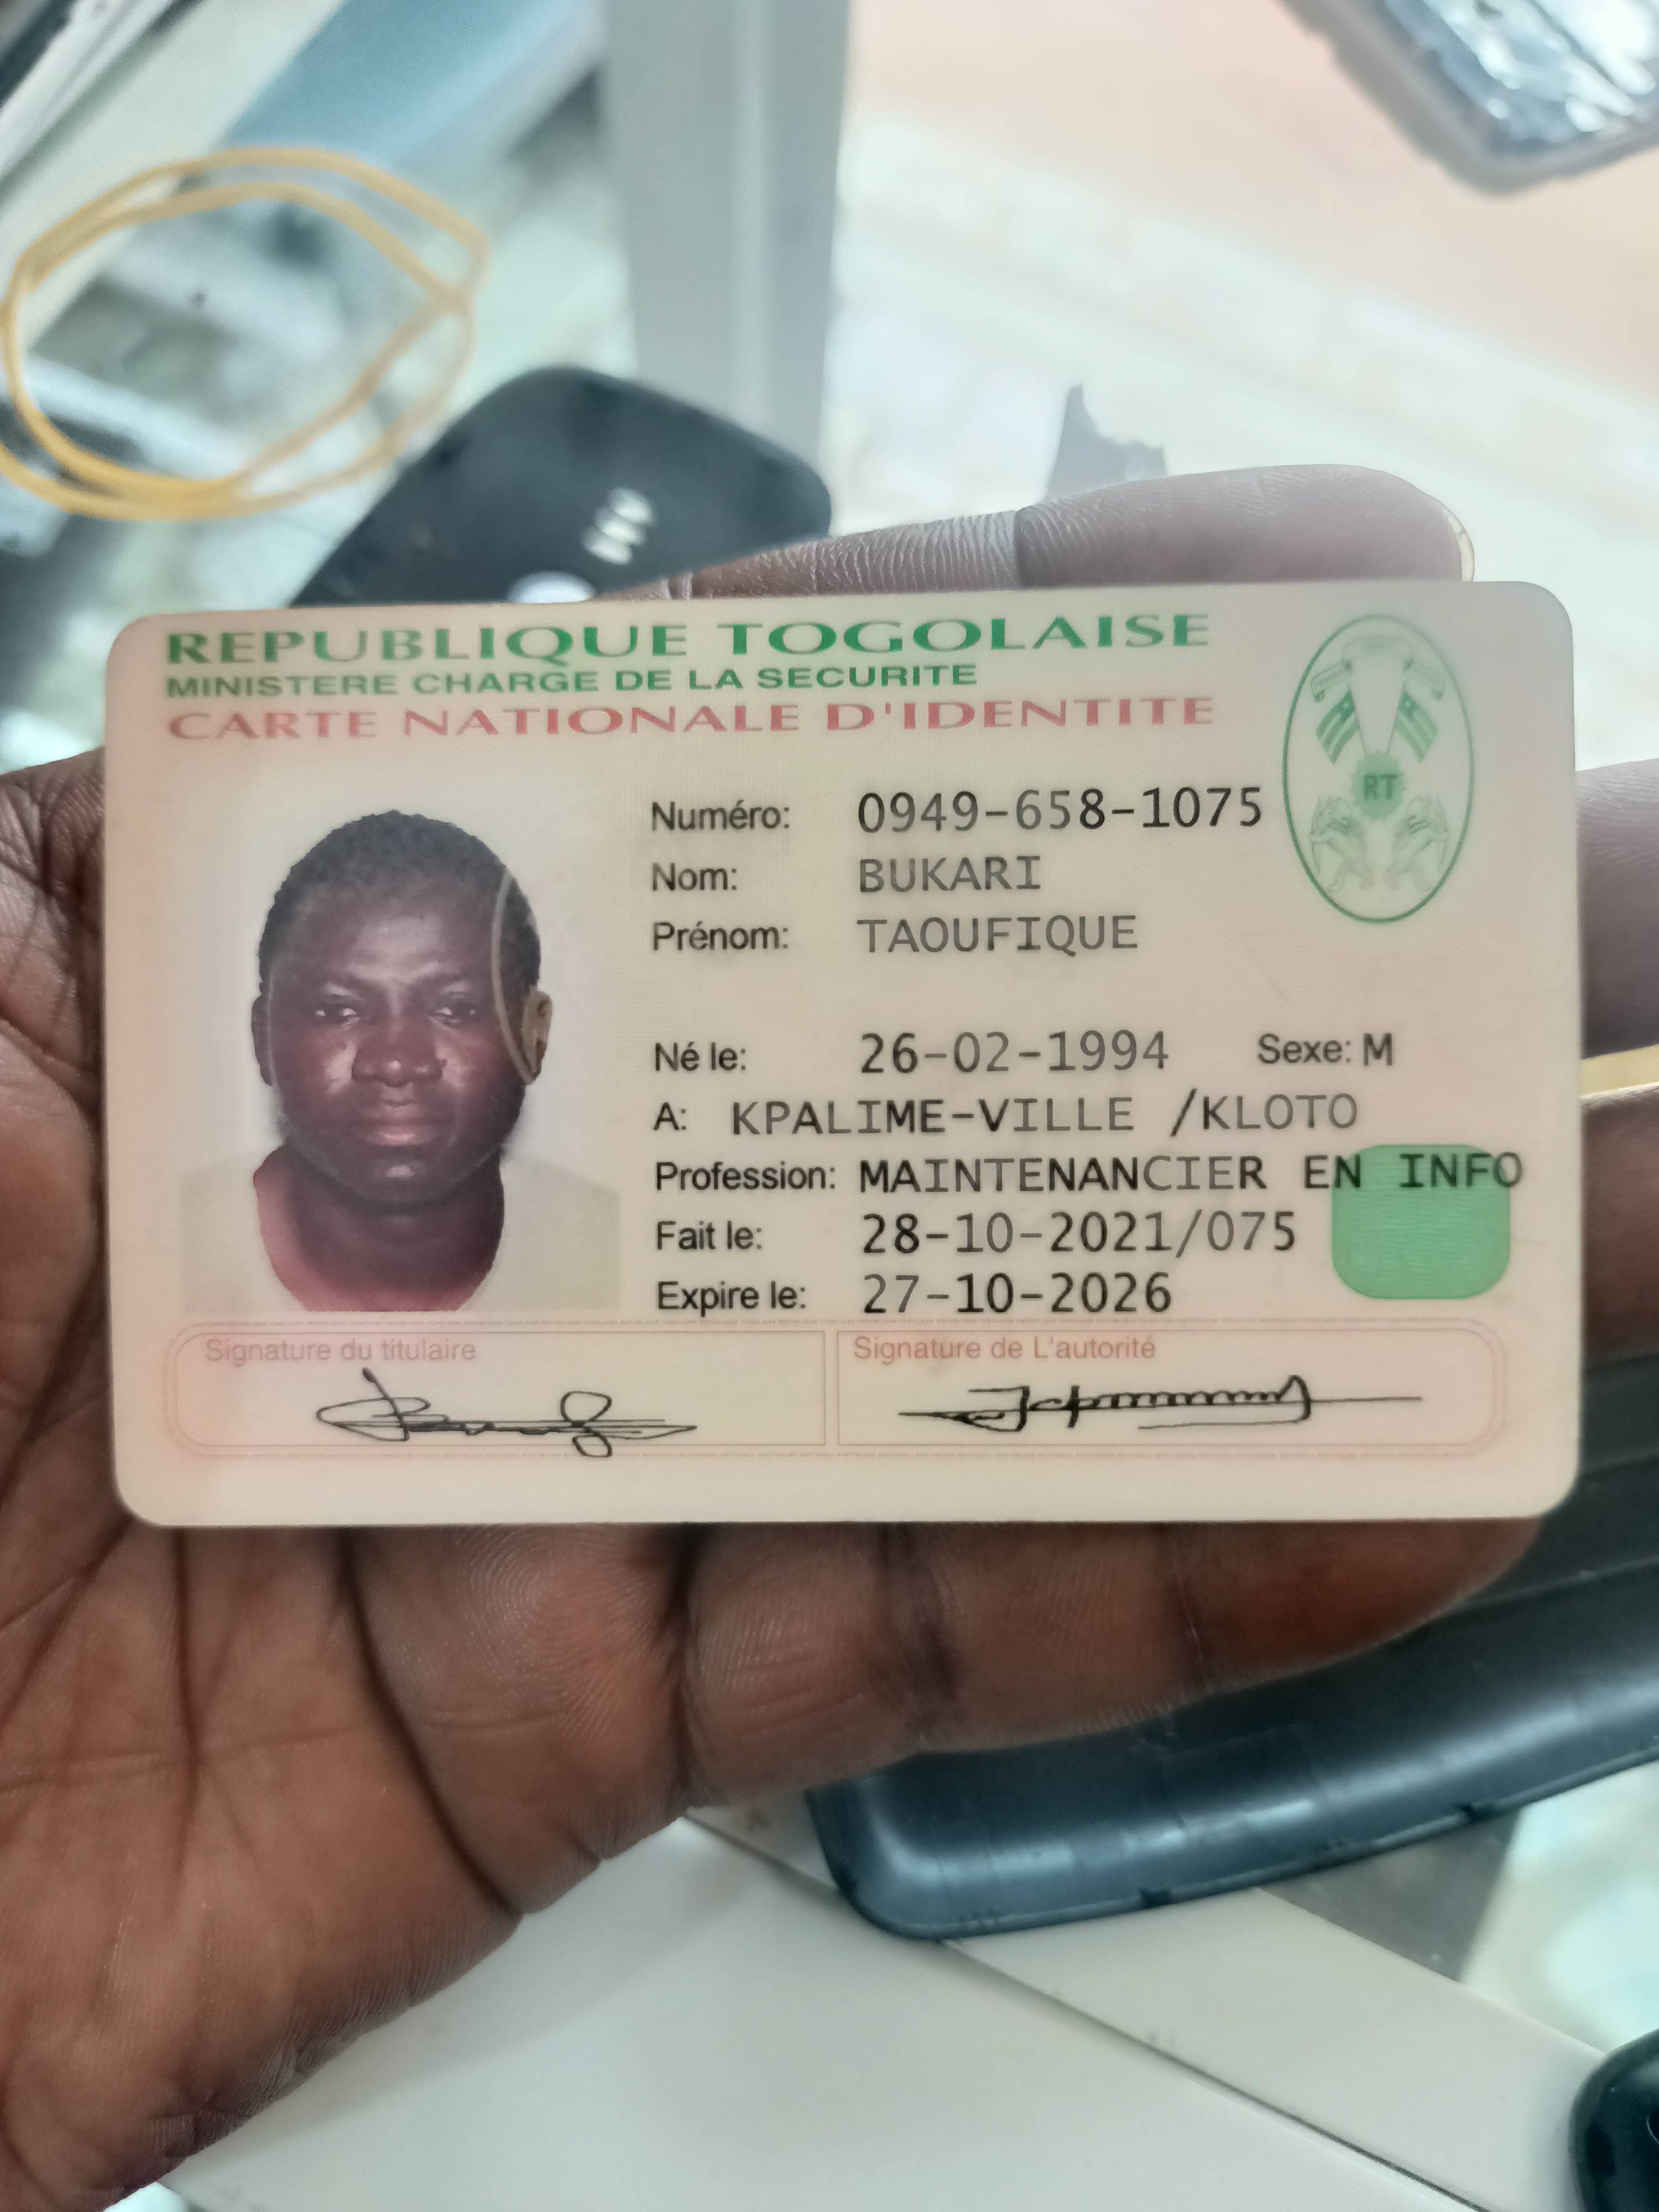 REPUBLIQUE TOGOLAISE
MINISTERE CHARGE DE LA SECURITE
CARTE NATIONALE D'IDENTITE
RT
Numéro: 0949-658-1075
Nom: BUKARI
Prénom: TAOUFIQUE
Né le: 26-02-1994 Sexe: M
A: KPALIME-VILLE /KLOTO
Profession: MAINTENANCIER EN INFO
Fait le: 28-10-2021/075
Expire le: 27-10-2026
Signature du titulaire Signature de L'autorité